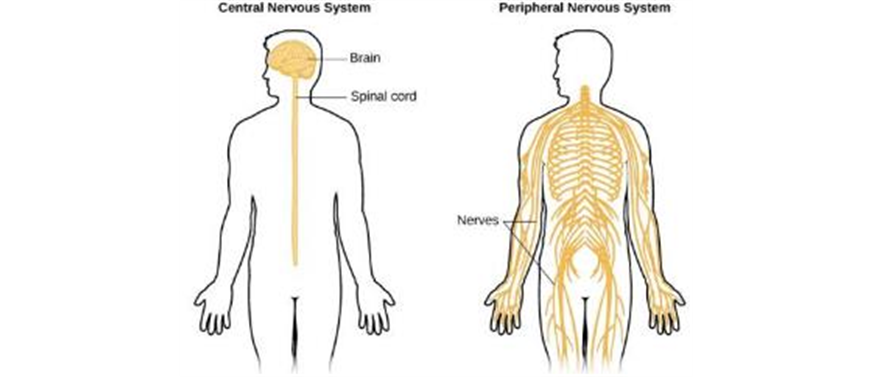 Central Nervous System
Brain
Spinal cord
Peripheral Nervous System
Nerves